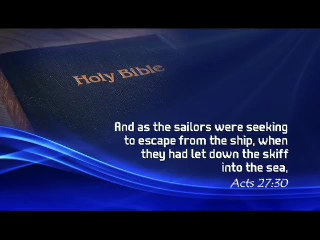 Holy Bible
And as the sailors were seeking
to escape from the ship, when
they had let down the skiff
into the sea,
Acts 27:30